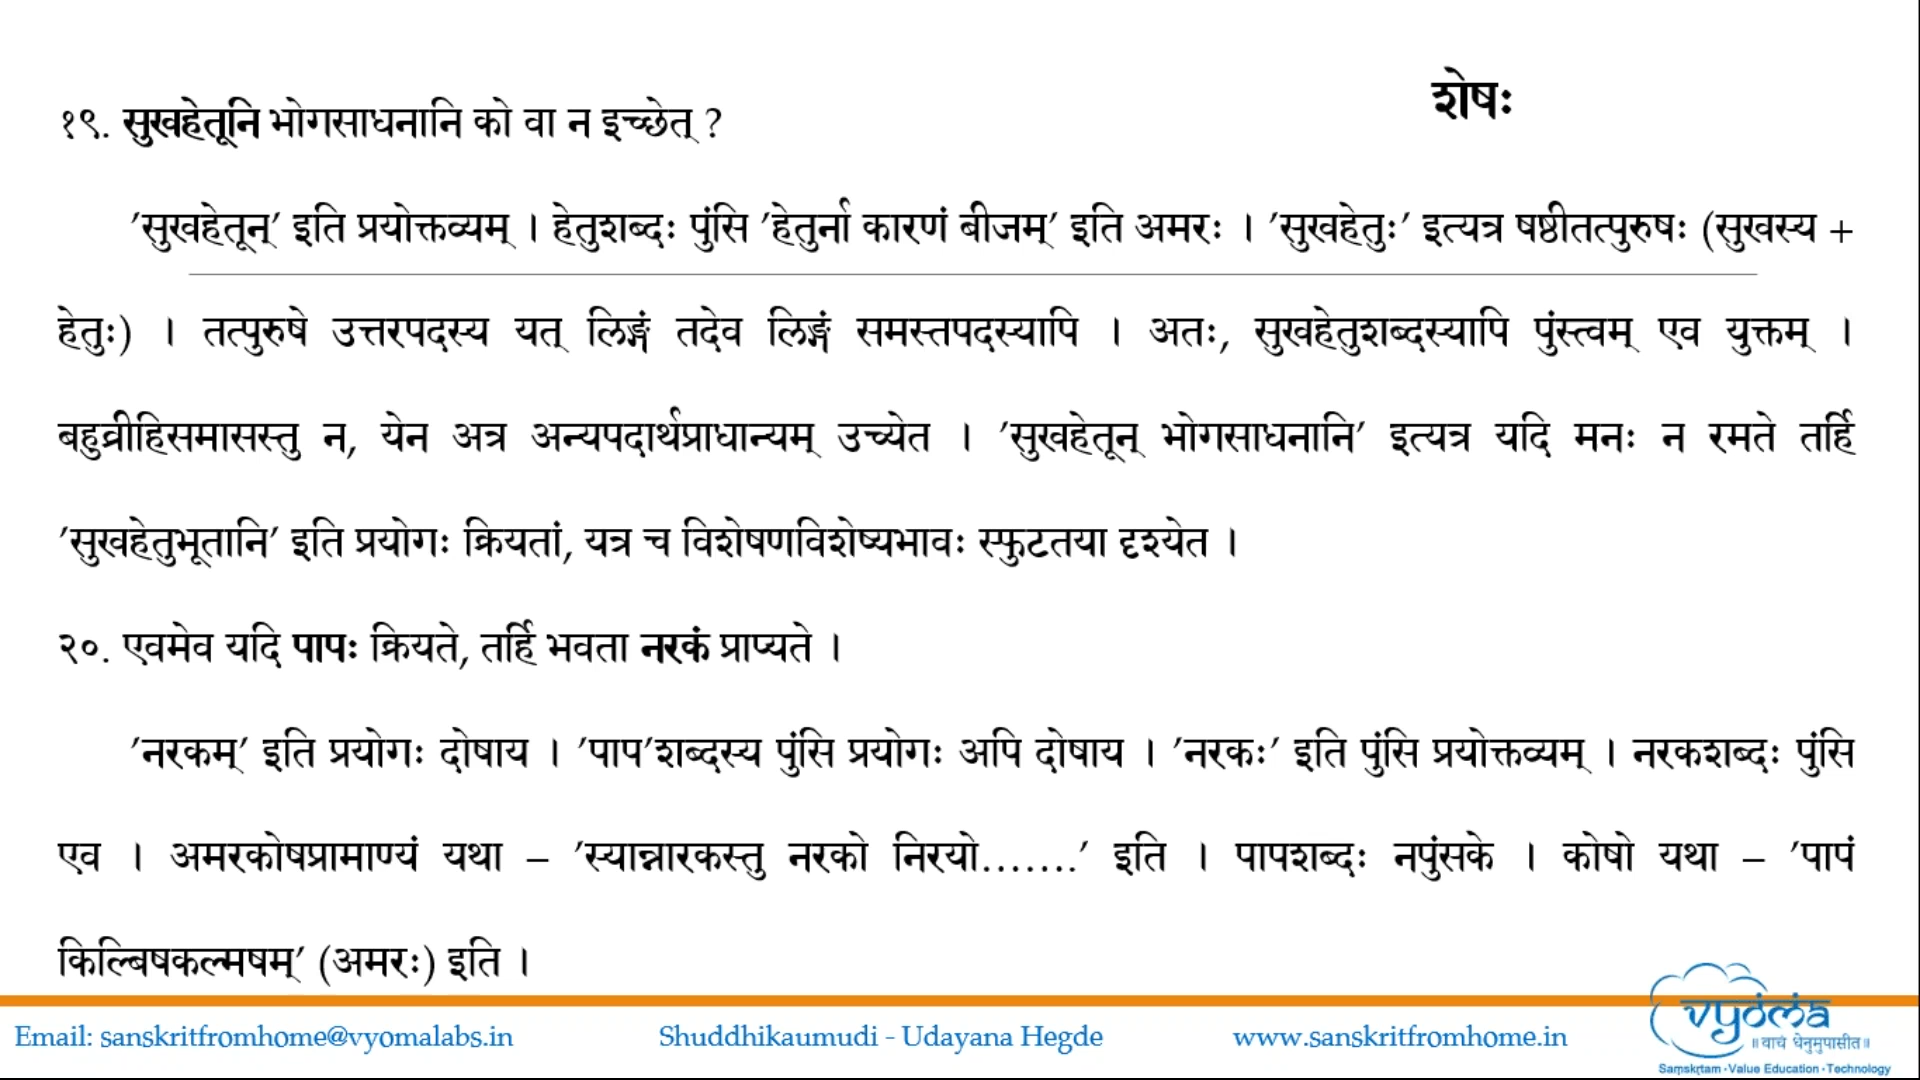 शेषः
१९. सुखहेतूनि भोगसाधनानि को वा न इच्छेत् ?
'सुखहेतून्' इति प्रयोक्तव्यम् । हेतुशब्दः पुंसि 'हेतुर्ना कारणं बीजम्' इति अमरः । 'सुखहेतुः' इत्यत्र षष्ठीतत्पुरुषः (सुखस्य +
हेतुः) । तत्पुरुषे उत्तरपदस्य यत् लिङ्गं तदेव लिङ्गं समस्तपदस्यापि । अतः, सुखहेतुशब्दस्यापि पुंस्त्वम् एव युक्तम् ।
बहुव्रीहिसमासस्तु न, येन अत्र अन्यपदार्थप्राधान्यम् उच्येत । 'सुखहेतून् भोगसाधनानि' इत्यत्र यदि मनः न रमते तर्हि
'सुखहेतुभूतानि' इति प्रयोगः क्रियतां, यत्र च विशेषणविशेष्यभावः स्फुटतया दृश्येत ।
२०. एवमेव यदि पापः क्रियते, तर्हि भवता नरकं प्राप्यते ।
'नरकम्' इति प्रयोगः दोषाय । 'पाप'शब्दस्य पुंसि प्रयोगः अपि दोषाय । 'नरकः' इति पुंसि प्रयोक्तव्यम् । नरकशब्दः पुंसि
एव । अमरकोषप्रामाण्यं यथा – 'स्यान्नारकस्तु नरको निरयो.......' इति । पापशब्दः नपुंसके । कोषो यथा – 'पापं
किल्बिषकल्मषम्' (अमरः) इति ।
Email: sanskritfromhome@vyomalabs.in
Shuddhikaumudi - Udayana Hegde
www.sanskritfromhome.in
vyoma
॥वाचं धेनुमुपासीत॥
Samskrtam - Value Education - Technology